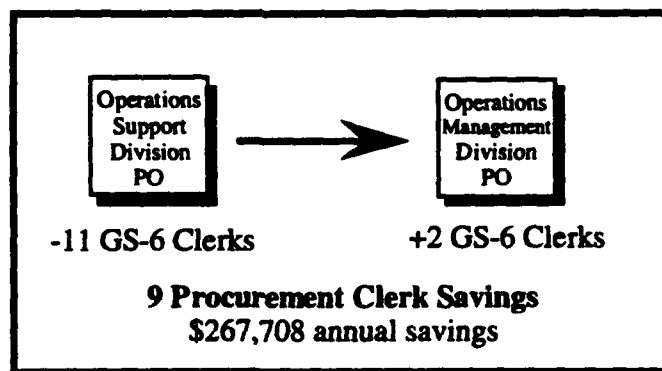 Operations
Support
Division
PO
Operations
Management
Division
PO
-11 GS-6 Clerks
+2 GS-6 Clerks
9 Procurement Clerk Savings
$267,708 annual savings